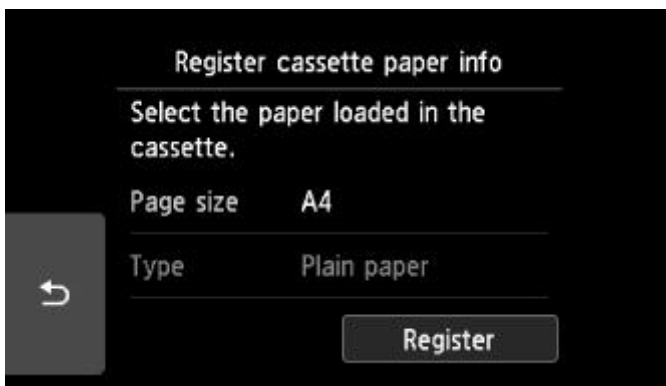 Register cassette paper info
Select the paper loaded in the
cassette.
Page size A4
Type Plain paper
Register